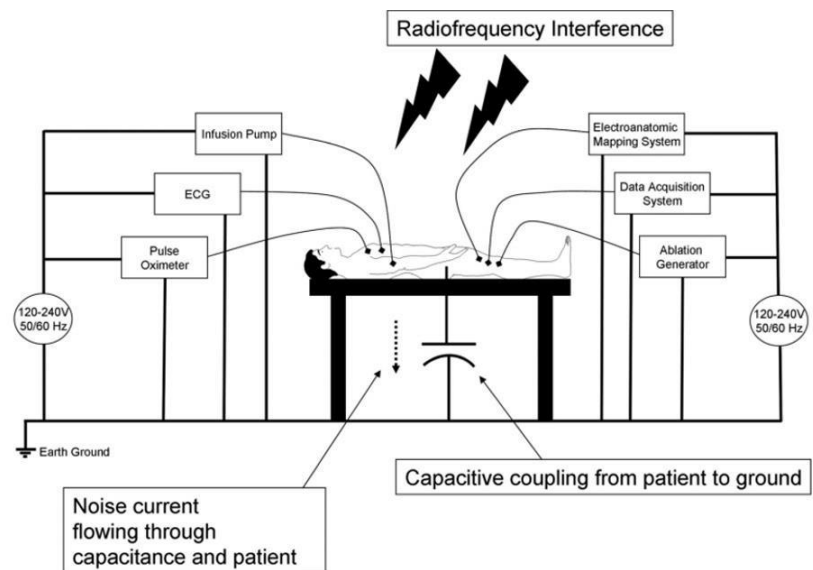 Radiofrequency Interference
Infusion Pump
Electroanatomic
Mapping System
ECG
Data Acquisition
System
Pulse
Oximeter
Ablation
Generator
120-240V
50/60 Hz
120-240V
50/60 Hz
Earth Ground
Capacitive coupling from patient to ground
Noise current
flowing through
capacitance and patient